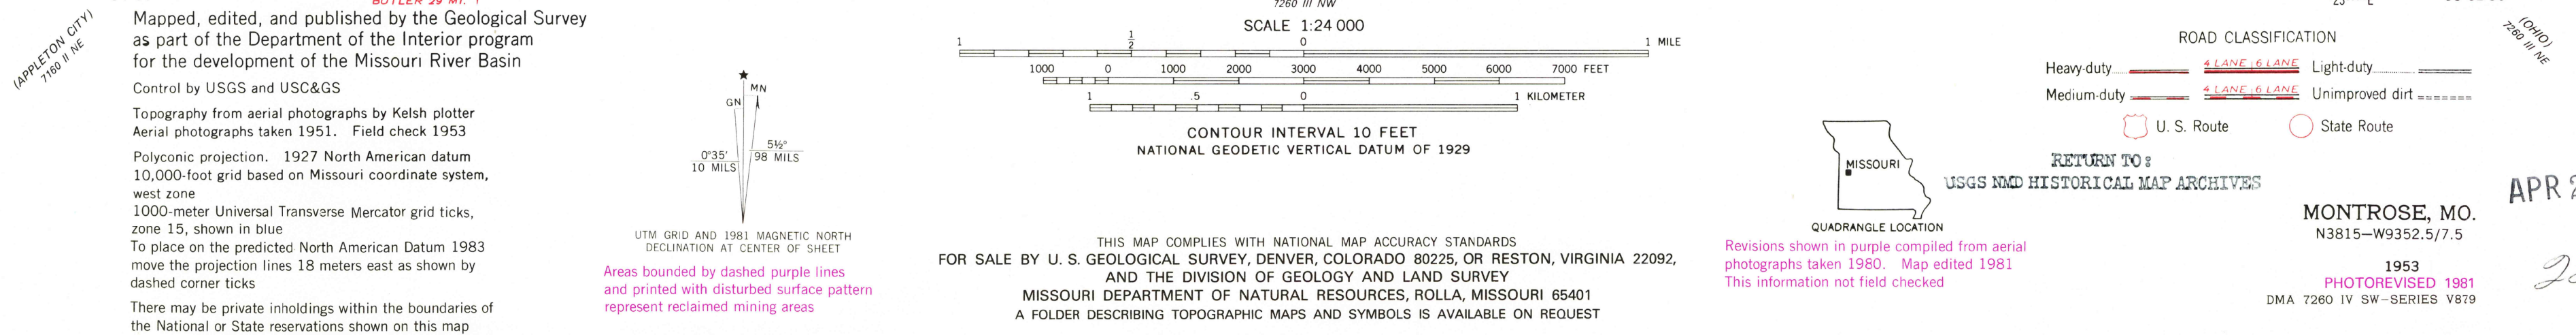 (APPLETON CITY)
7160 II NE
Mapped, edited, and published by the Geological Survey
as part of the Department of the Interior program
for the development of the Missouri River Basin
Control by USGS and USC&GS
Topography from aerial photographs by Kelsh plotter
Aerial photographs taken 1951. Field check 1953
Polyconic projection. 1927 North American datum
10,000-foot grid based on Missouri coordinate system,
west zone
1000-meter Universal Transverse Mercator grid ticks,
zone 15, shown in blue
To place on the predicted North American Datum 1983
move the projection lines 18 meters east as shown by
dashed corner ticks
There may be private inholdings within the boundaries of
the National or State reservations shown on this map
★
MN
GN
0°35'
10 MILS
5½°
98 MILS
UTM GRID AND 1981 MAGNETIC NORTH
DECLINATION AT CENTER OF SHEET
Areas bounded by dashed purple lines
and printed with disturbed surface pattern
represent reclaimed mining areas
7260 III NW
SCALE 1:24 000
1 1/2 0 1 MILE
1000 0 1000 2000 3000 4000 5000 6000 7000 FEET
1 .5 0 1 KILOMETER
CONTOUR INTERVAL 10 FEET
NATIONAL GEODETIC VERTICAL DATUM OF 1929
THIS MAP COMPLIES WITH NATIONAL MAP ACCURACY STANDARDS
FOR SALE BY U. S. GEOLOGICAL SURVEY, DENVER, COLORADO 80225, OR RESTON, VIRGINIA 22092,
AND THE DIVISION OF GEOLOGY AND LAND SURVEY
MISSOURI DEPARTMENT OF NATURAL RESOURCES, ROLLA, MISSOURI 65401
A FOLDER DESCRIBING TOPOGRAPHIC MAPS AND SYMBOLS IS AVAILABLE ON REQUEST
MISSOURI
QUADRANGLE LOCATION
Revisions shown in purple compiled from aerial
photographs taken 1980. Map edited 1981
This information not field checked
ROAD CLASSIFICATION
Heavy-duty 4 LANE 6 LANE Light-duty
Medium-duty 4 LANE 6 LANE Unimproved dirt
U. S. Route State Route
RETURN TO:
USGS NMD HISTORICAL MAP ARCHIVES
(OHIO)
7260 III NE
APR
MONTROSE, MO.
N3815—W9352.5/7.5
1953
PHOTOREVISED 1981
DMA 7260 IV SW—SERIES V879